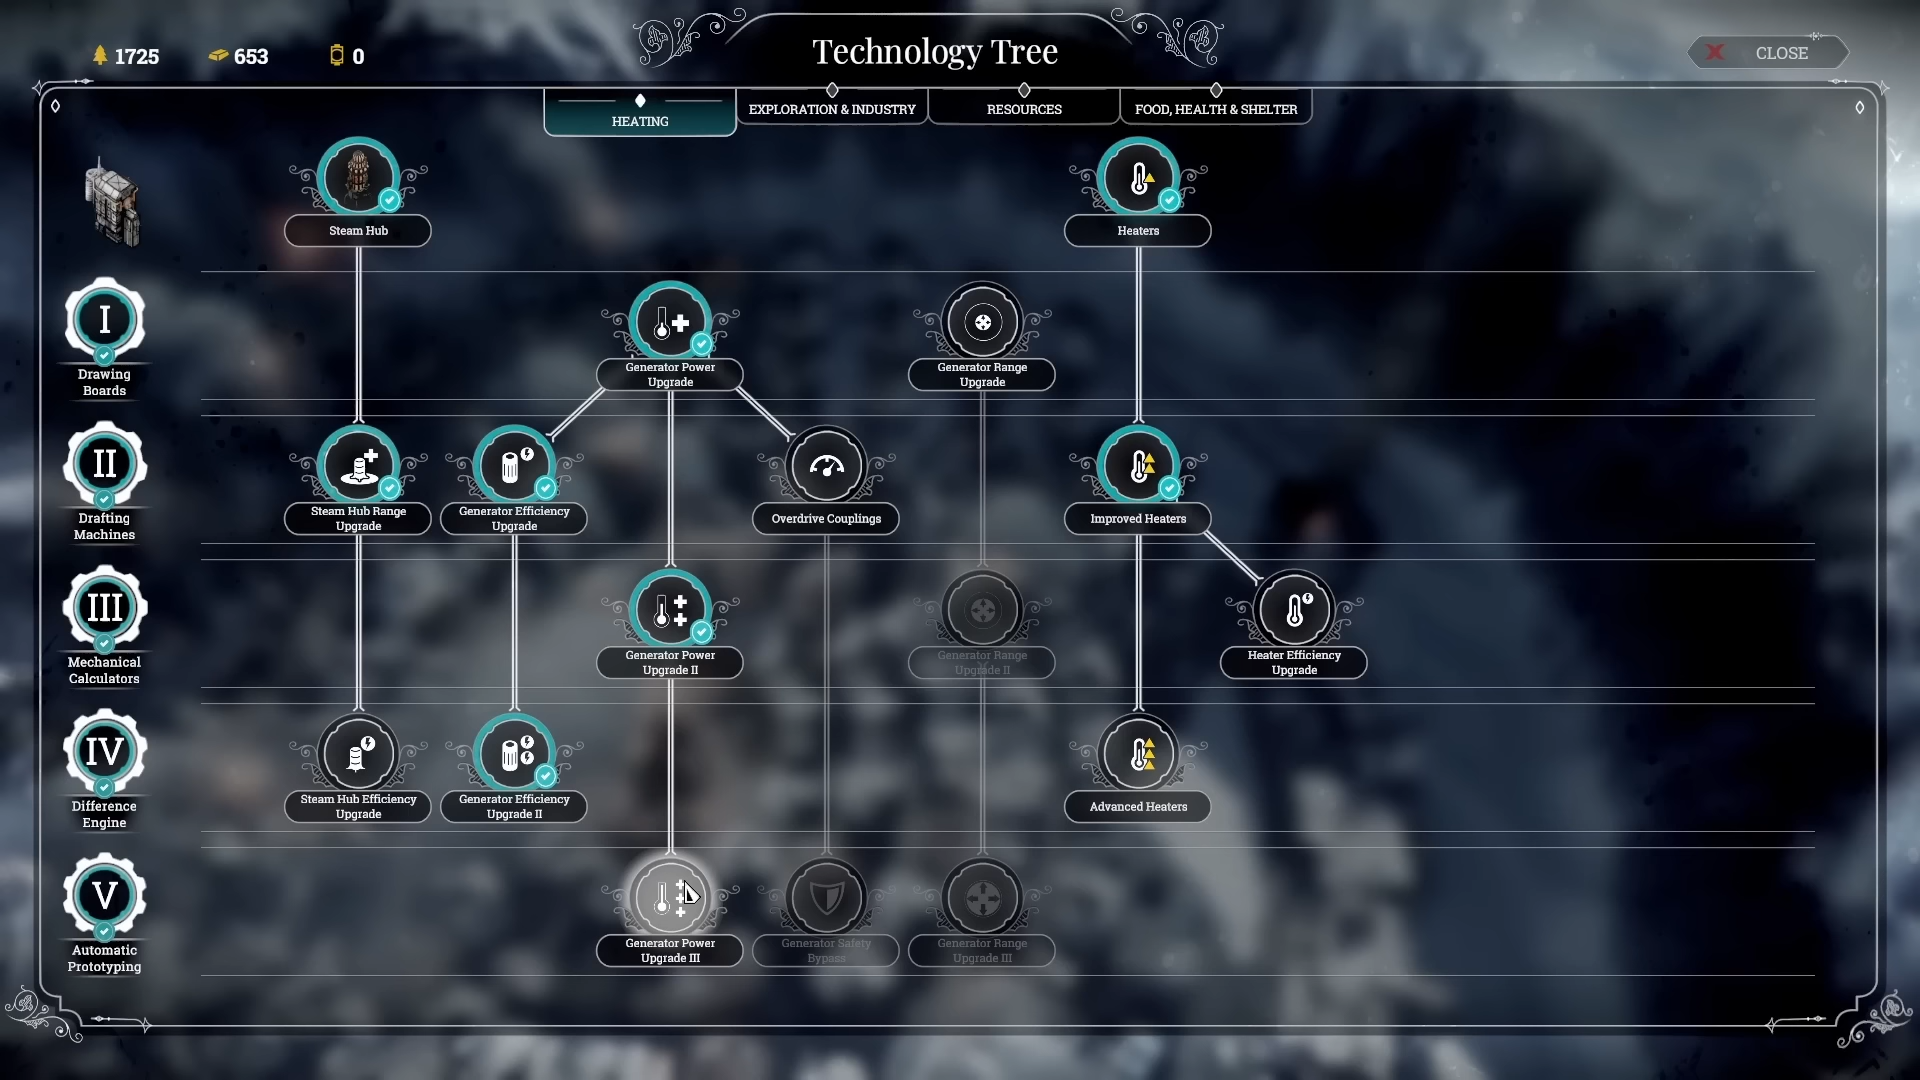 1725
653
0
Technology Tree
CLOSE
HEATING
EXPLORATION & INDUSTRY
RESOURCES
FOOD, HEALTH & SHELTER
Steam Hub
Heaters
I
Drawing
Boards
Generator Power
Upgrade
Generator Range
Upgrade
II
Drafting
Machines
Steam Hub Range
Upgrade
Generator Efficiency
Upgrade
Overdrive Couplings
Improved Heaters
III
Mechanical
Calculators
Generator Power
Upgrade II
Generator Range
Upgrade II
Heater Efficiency
Upgrade
IV
Difference
Engine
Steam Hub Efficiency
Upgrade
Generator Efficiency
Upgrade II
Advanced Heaters
V
Automatic
Prototyping
Generator Power
Upgrade III
Generator Safety
Bypass
Generator Range
Upgrade III